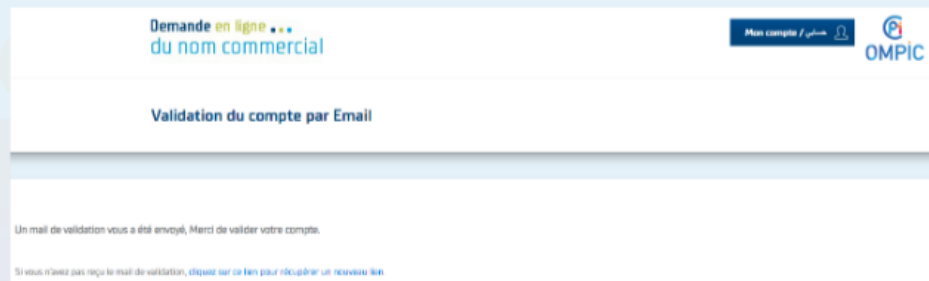 Demande en ligne
du nom commercial
Mon compte / حسابي
OMPIC
Validation du compte par Email
Un mail de validation vous a été envoyé, Merci de valider votre compte.
Si vous n'avez pas reçu le mail de validation, cliquez sur ce lien pour récupérer un nouveau lien